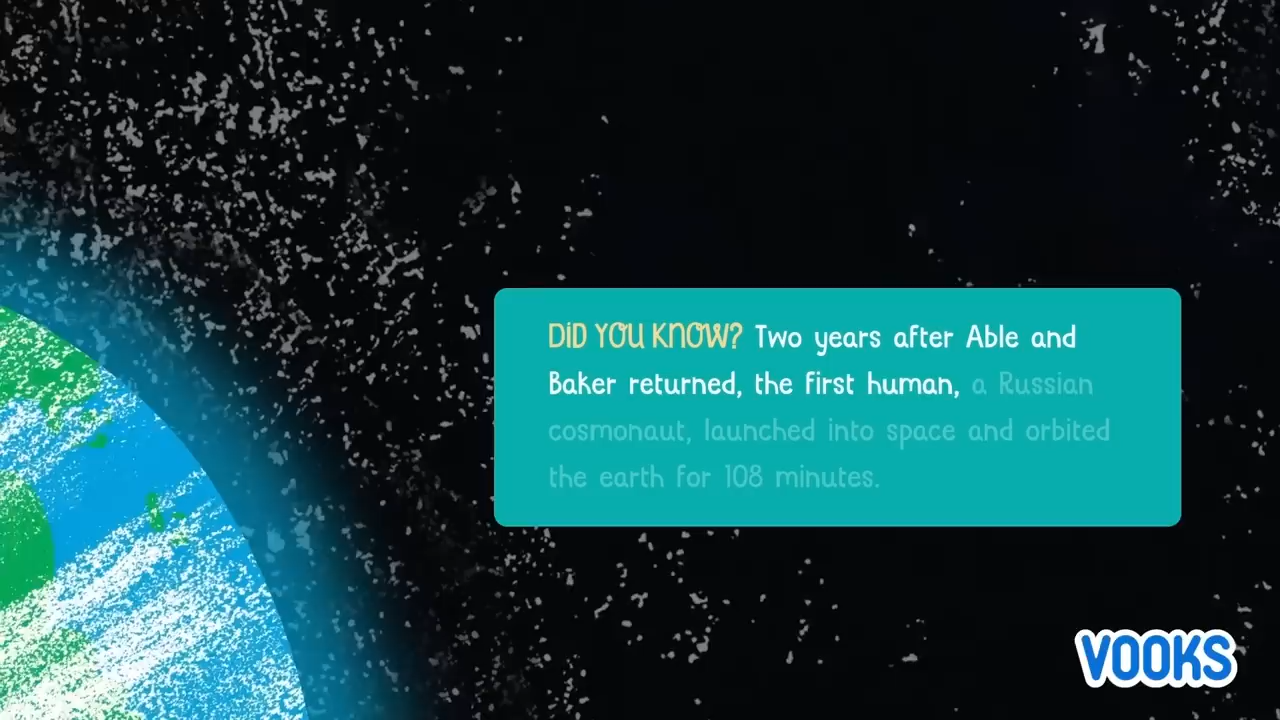 DiD YOU KNOW? Two years after Able and
Baker returned, the first human, a Russian
cosmonaut, launched into space and orbited
the earth for 108 minutes.
VOOKS